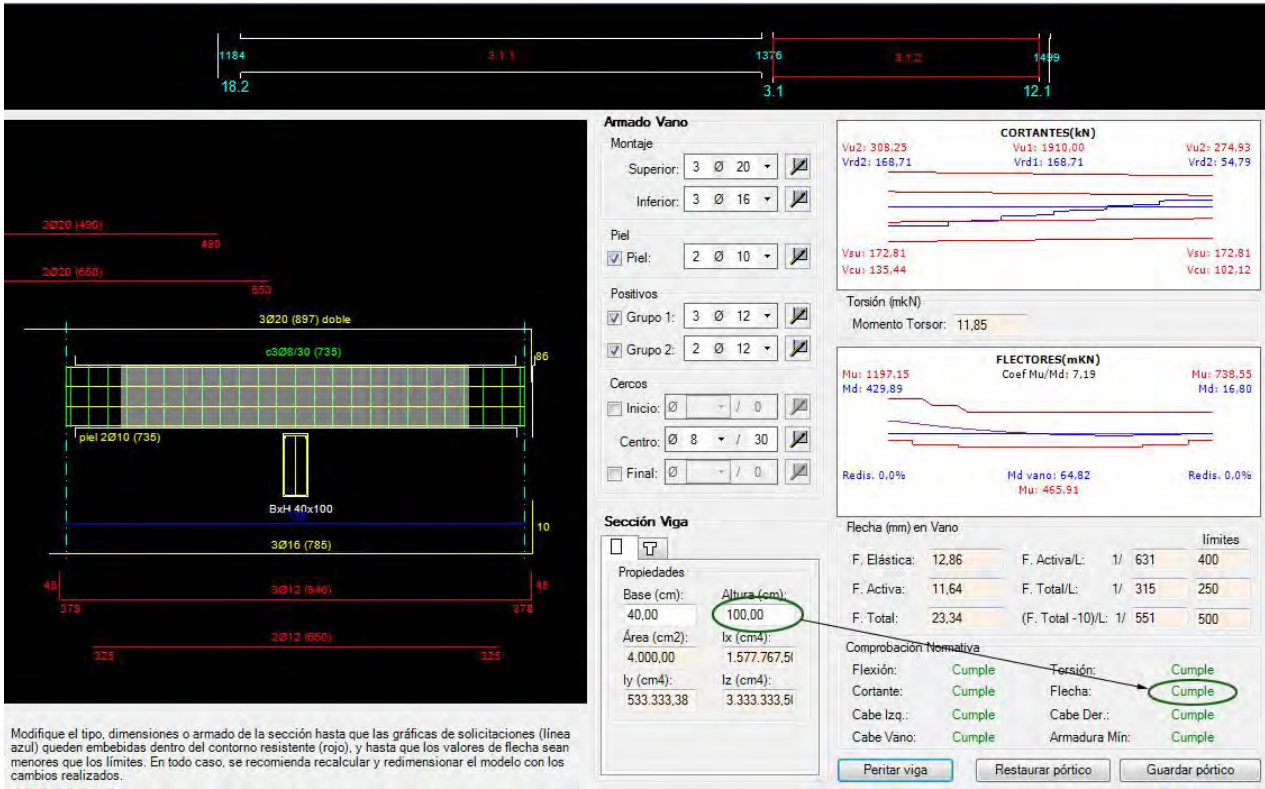 1184
3.1.1
1376
3.1.2
1499
18.2
3.1
12.1
2Ø20 (490)
490
3Ø20 (897) doble
c3Ø8/30 (735)
86
piel 2Ø10 (735)
BxH 40x100
10
3Ø16 (785)
378
2Ø12 (650)
325
325
Modifique el tipo, dimensiones o armado de la sección hasta que las gráficas de solicitaciones (línea
azul) queden embebidas dentro del contorno resistente (rojo), y hasta que los valores de flecha sean
menores que los límites. En todo caso, se recomienda recalcular y redimensionar el modelo con los
cambios realizados.
Armado Vano
Montaje
Superior: 3 Ø 20
Inferior: 3 Ø 16
Piel
Piel: 2 Ø 10
Positivos
Grupo 1: 3 Ø 12
Grupo 2: 2 Ø 12
Cercos
Inicio: Ø / 0
Centro: Ø 8 / 30
Final: Ø / 0
Sección Viga
Propiedades
Base (cm): Altura (cm):
40,00 100,00
Área (cm2): Ix (cm4):
4.000,00 1.577.767,5
Iy (cm4): Iz (cm4):
533.333,38 3.333.333,5
CORTANTES(kN)
Vu2: 308,25 Vu1: 1910,00 Vu2: 274,93
Vrd2: 168,71 Vrd1: 168,71 Vrd2: 54,79
Vsu: 172,81 Vsu: 172,81
Vcu: 135,44 Vcu: 102,12
Torsión (mkN)
Momento Torsor: 11,85
FLECTORES(mKN)
Mu: 1197,15 Coef Mu/Md: 7,19 Mu: 738,55
Md: 429,89 Md: 16,80
Redis. 0,0% Md vano: 64,82 Redis. 0,0%
Mu: 465,91
Flecha (mm) en Vano
límites
F. Elástica: 12,86 F. Activa/L: 1/ 631 400
F. Activa: 11,64 F. Total/L: 1/ 315 250
F. Total: 23,34 (F. Total -10)/L: 1/ 551 500
Comprobación Normativa
Flexión: Cumple Torsión: Cumple
Cortante: Cumple Flecha: Cumple
Cabe Izq.: Cumple Cabe Der.: Cumple
Cabe Vano: Cumple Armadura Mín: Cumple
Peritar viga Restaurar pórtico Guardar pórtico